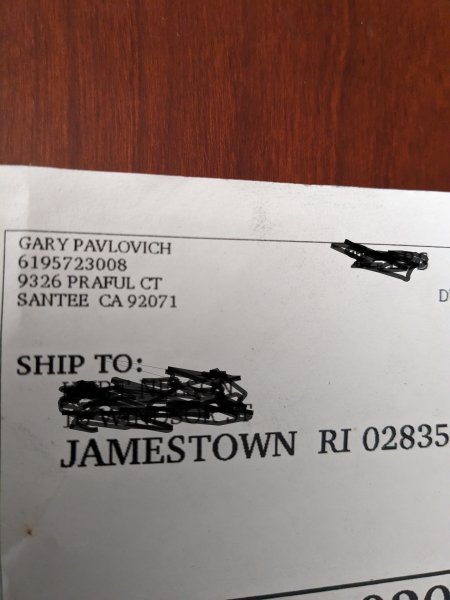 GARY PAVLOVICH
6195723008
9326 PRAFUL CT
SANTEE CA 92071
SHIP TO:
JAMESTOWN RI 02835